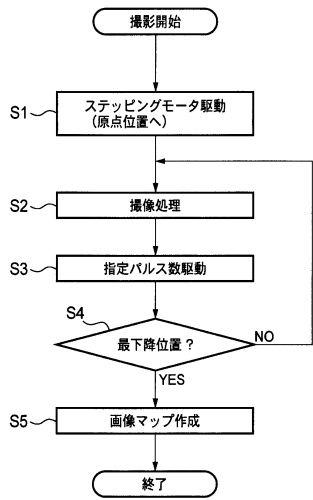 撮影開始
S1
ステッピングモータ駆動
(原点位置へ)
S2
撮像処理
S3
指定パルス数駆動
S4
最下降位置?
NO
YES
S5
画像マップ作成
終了